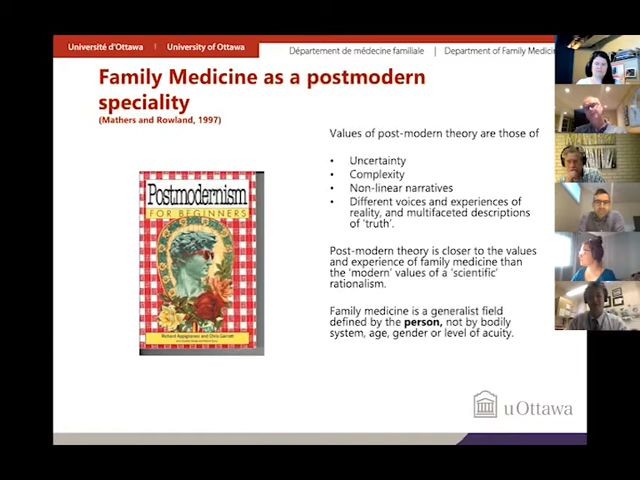 Université d'Ottawa | University of Ottawa
Département de médecine familiale | Department of Family Medicin
Family Medicine as a postmodern
speciality
(Mathers and Rowland, 1997)
Values of post-modern theory are those of
• Uncertainty
• Complexity
• Non-linear narratives
• Different voices and experiences of
reality, and multifaceted descriptions
of 'truth'.
Post-modern theory is closer to the values
and experience of family medicine than
the 'modern' values of a 'scientific'
rationalism.
Family medicine is a generalist field
defined by the person, not by bodily
system, age, gender or level of acuity.
Postmodernism
FOR BEGINNERS
Richard Appignanesi and Chris Garratt
uOttawa